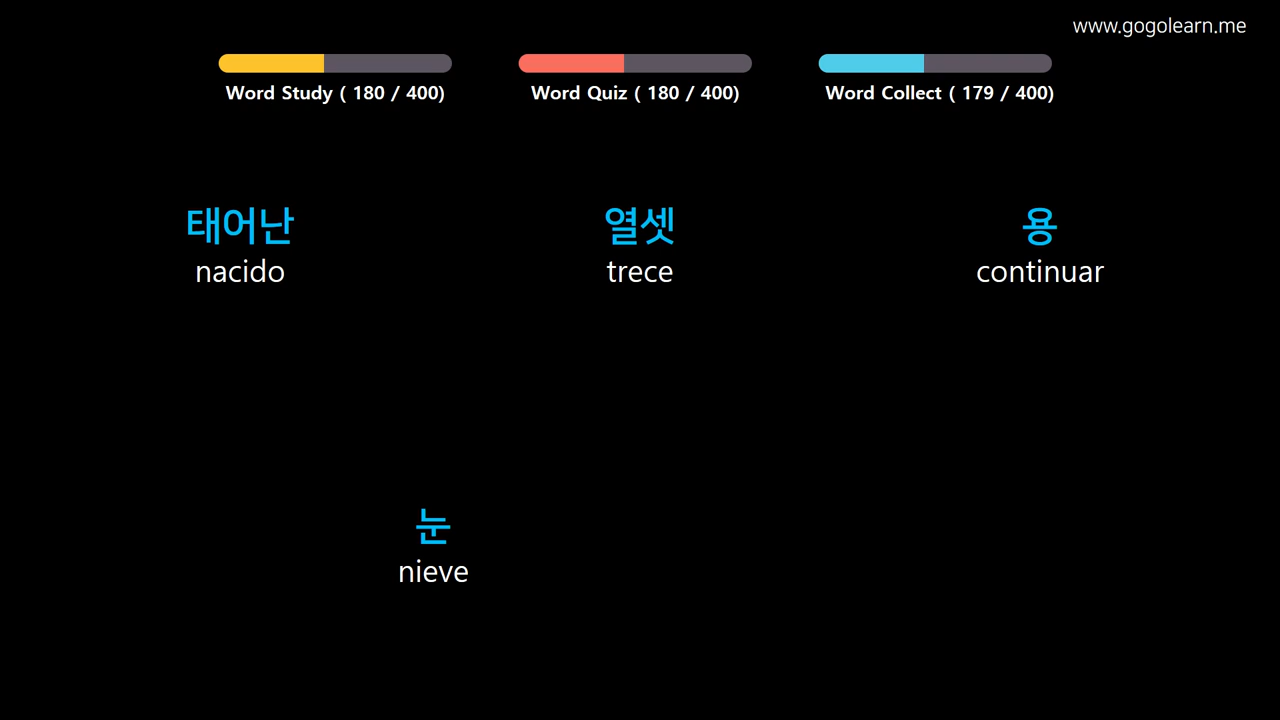 www.gogolearn.me
Word Study ( 180 / 400)
Word Quiz ( 180 / 400)
Word Collect ( 179 / 400)
태어난
nacido
열셋
trece
용
continuar
눈
nieve